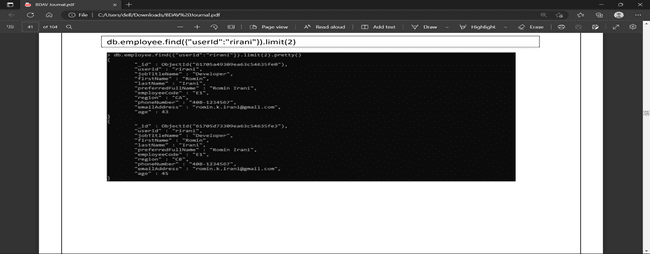 BDAV Journal.pdf
File
C:/Users/dell/Downloads/BDAV%20Journal.pdf
41 of 104
Page view
Read aloud
Add text
Draw
Highlight
Erase
db.employee.find({"userId":"rirani"}).limit(2)
> db.employee.find({"userId":"rirani"}).limit(2).pretty()
{
"_id" : ObjectId("61705a49309ea63c54635fe0"),
"userId" : "rirani",
"jobTitleName" : "Developer",
"firstName" : "Romin",
"lastName" : "Irani",
"preferredFullName" : "Romin Irani",
"employeeCode" : "E1",
"region" : "CA",
"phoneNumber" : "408-1234567",
"emailAddress" : "romin.k.irani@gmail.com",
"age" : 43
}
{
"_id" : ObjectId("61705d73309ea63c54635fe3"),
"userId" : "rirani",
"jobTitleName" : "Developer",
"firstName" : "Romin",
"lastName" : "Irani",
"preferredFullName" : "Romin Irani",
"employeeCode" : "E1",
"region" : "CE",
"phoneNumber" : "408-1234567",
"emailAddress" : "romin.k.irani@gmail.com",
"age" : 45
}